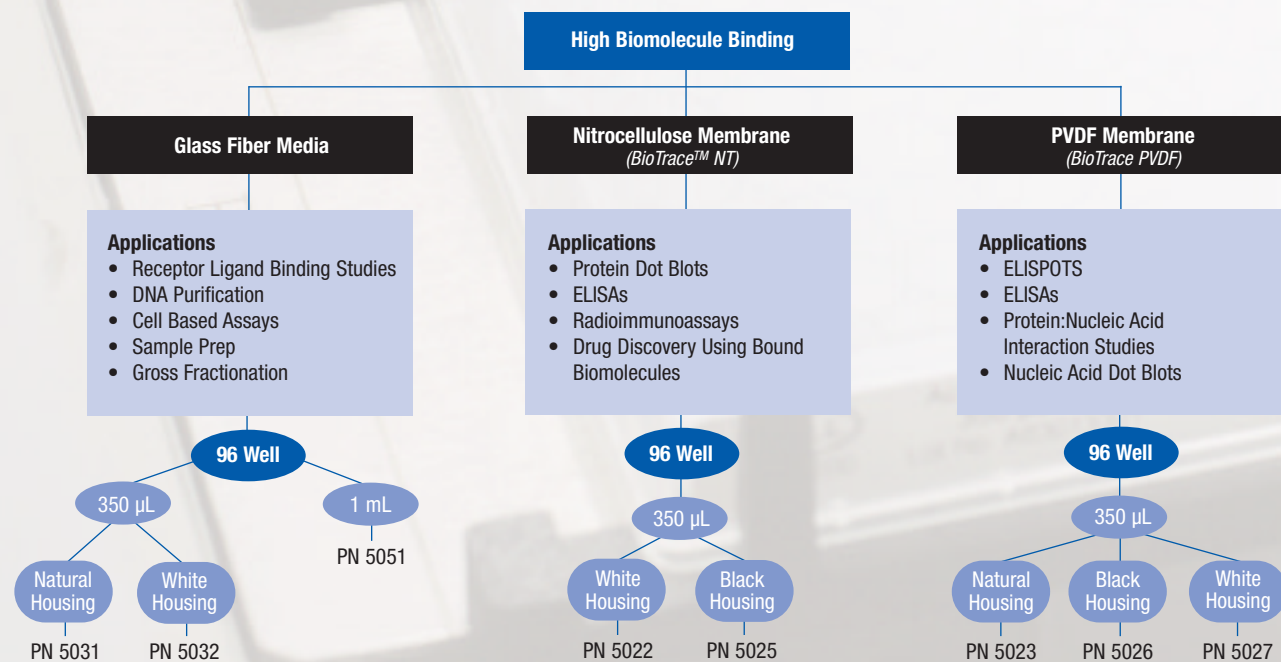 High Biomolecule Binding
Glass Fiber Media
Applications
• Receptor Ligand Binding Studies
• DNA Purification
• Cell Based Assays
• Sample Prep
• Gross Fractionation
96 Well
350 µL
1 mL
PN 5051
Natural
Housing
White
Housing
PN 5031
PN 5032
Nitrocellulose Membrane
(BioTrace™ NT)
Applications
• Protein Dot Blots
• ELISAs
• Radioimmunoassays
• Drug Discovery Using Bound
Biomolecules
96 Well
350 µL
White
Housing
Black
Housing
PN 5022
PN 5025
PVDF Membrane
(BioTrace PVDF)
Applications
• ELISPOTS
• ELISAs
• Protein:Nucleic Acid
Interaction Studies
• Nucleic Acid Dot Blots
96 Well
350 µL
Natural
Housing
Black
Housing
White
Housing
PN 5023
PN 5026
PN 5027